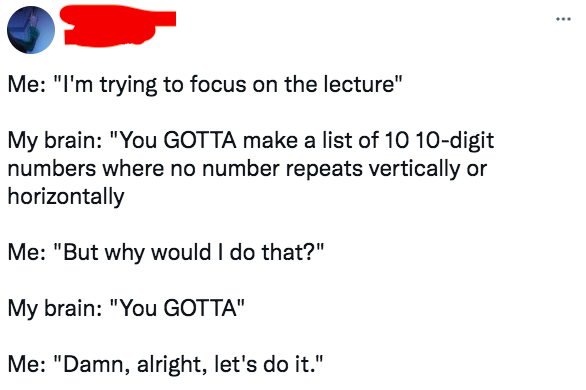 Me: "I'm trying to focus on the lecture"
My brain: "You GOTTA make a list of 10 10-digit
numbers where no number repeats vertically or
horizontally
Me: "But why would I do that?"
My brain: "You GOTTA"
Me: "Damn, alright, let's do it."